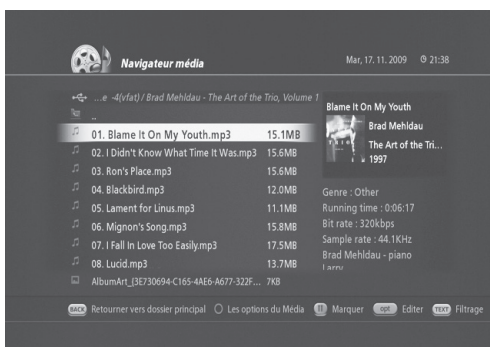 Navigateur média
Mar, 17. 11. 2009 21:38
...e -4(vfat) / Brad Mehldau - The Art of the Trio, Volume 1
..
01. Blame It On My Youth.mp3 15.1MB
02. I Didn't Know What Time It Was.mp3 15.6MB
03. Ron's Place.mp3 15.6MB
04. Blackbird.mp3 12.0MB
05. Lament for Linus.mp3 11.1MB
06. Mignon's Song.mp3 15.8MB
07. I Fall In Love Too Easily.mp3 17.5MB
08. Lucid.mp3 13.7MB
AlbumArt_{3E730694-C165-4AE6-A677-322F... 7KB
Blame It On My Youth
TRIO
Brad Mehldau
The Art of the Tri...
1997
Genre : Other
Running time : 0:06:17
Bit rate : 320kbps
Sample rate : 44.1KHz
Brad Mehldau - piano
Larry
BACK Retourner vers dossier principal Les options du Média Marquer opt Editer TEXT Filtrage